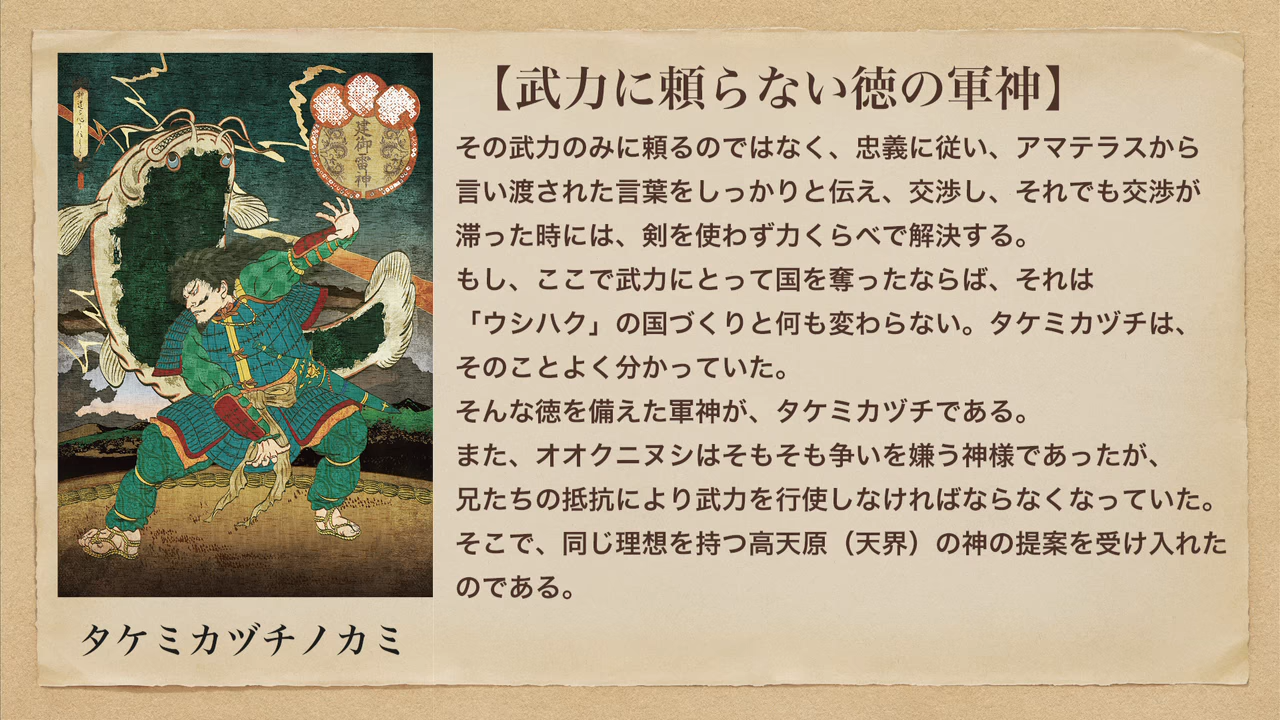 【武力に頼らない徳の軍神】
その武力のみに頼るのではなく、忠義に従い、アマテラスから
言い渡された言葉をしっかりと伝え、交渉し、それでも交渉が
滞った時には、剣を使わず力くらべで解決する。
もし、ここで武力にとって国を奪ったならば、それは
「ウシハク」の国づくりと何も変わらない。タケミカヅチは、
そのことよく分かっていた。
そんな徳を備えた軍神が、タケミカヅチである。
また、オオクニヌシはそもそも争いを嫌う神様であったが、
兄たちの抵抗により武力を行使しなければならなくなっていた。
そこで、同じ理想を持つ高天原（天界）の神の提案を受け入れた
のである。
建御雷神
タケミカヅチノカミ